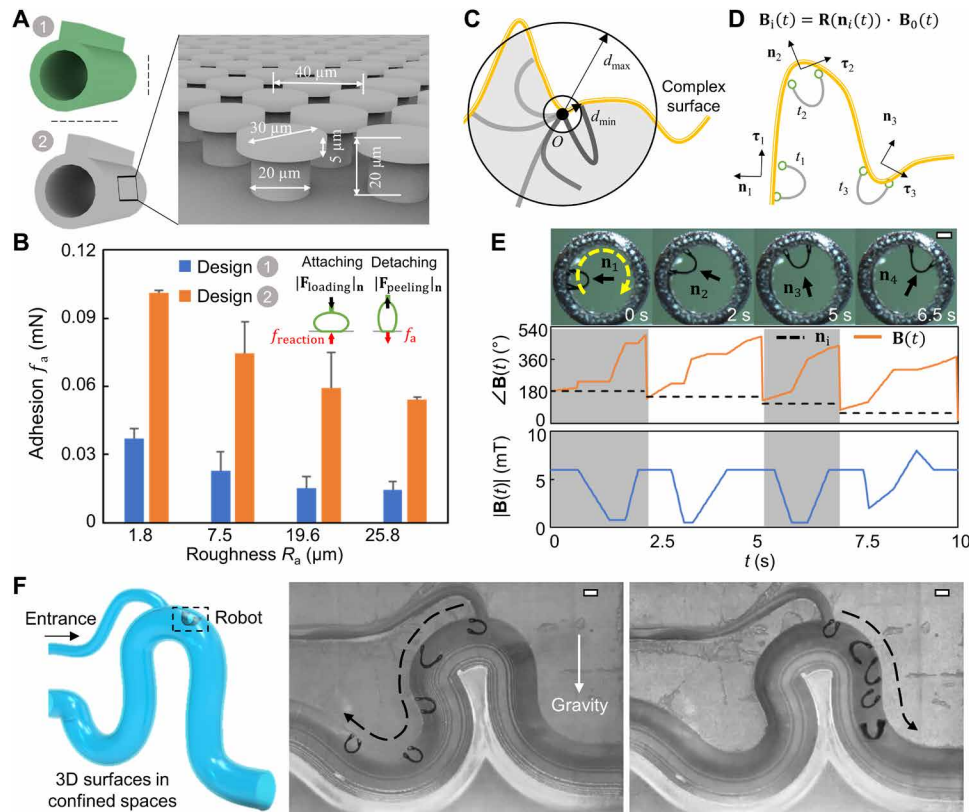 A
1
2
40 µm
30 µm
5 µm
20 µm
20 µm
B
Adhesion fa (mN)
0.12
0.09
0.06
0.03
0
Design 1
Design 2
Attaching
|Floading|n
freaction
Detaching
|Fpeeling|n
fa
1.8
7.5
19.6
25.8
Roughness Ra (µm)
C
dmax
dmin
O
Complex
surface
D
Bi(t) = R(ni(t)) · B0(t)
n2
τ2
t2
n3
τ1
t1
n1
t3
τ3
E
n1
0 s
n2
2 s
n3
5 s
n4
6.5 s
∠B(t) (°)
540
360
180
0
ni
B(t)
|B(t)| (mT)
10
5
0
0
2.5
5
7.5
10
t (s)
F
Entrance
Robot
3D surfaces in
confined spaces
Gravity